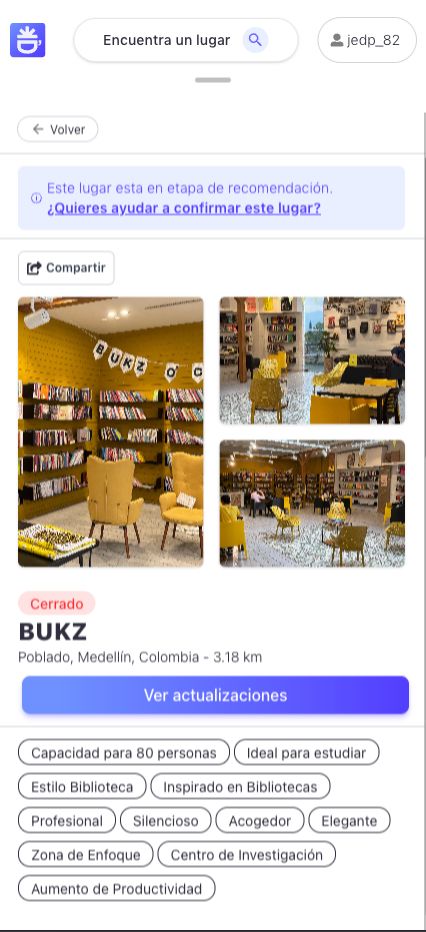 Encuentra un lugar
jedp_82
Volver
Este lugar esta en etapa de recomendación.
¿Quieres ayudar a confirmar este lugar?
Compartir
BUKZ
Cerrado
BUKZ
Poblado, Medellín, Colombia - 3.18 km
Ver actualizaciones
Capacidad para 80 personas
Ideal para estudiar
Estilo Biblioteca
Inspirado en Bibliotecas
Profesional
Silencioso
Acogedor
Elegante
Zona de Enfoque
Centro de Investigación
Aumento de Productividad